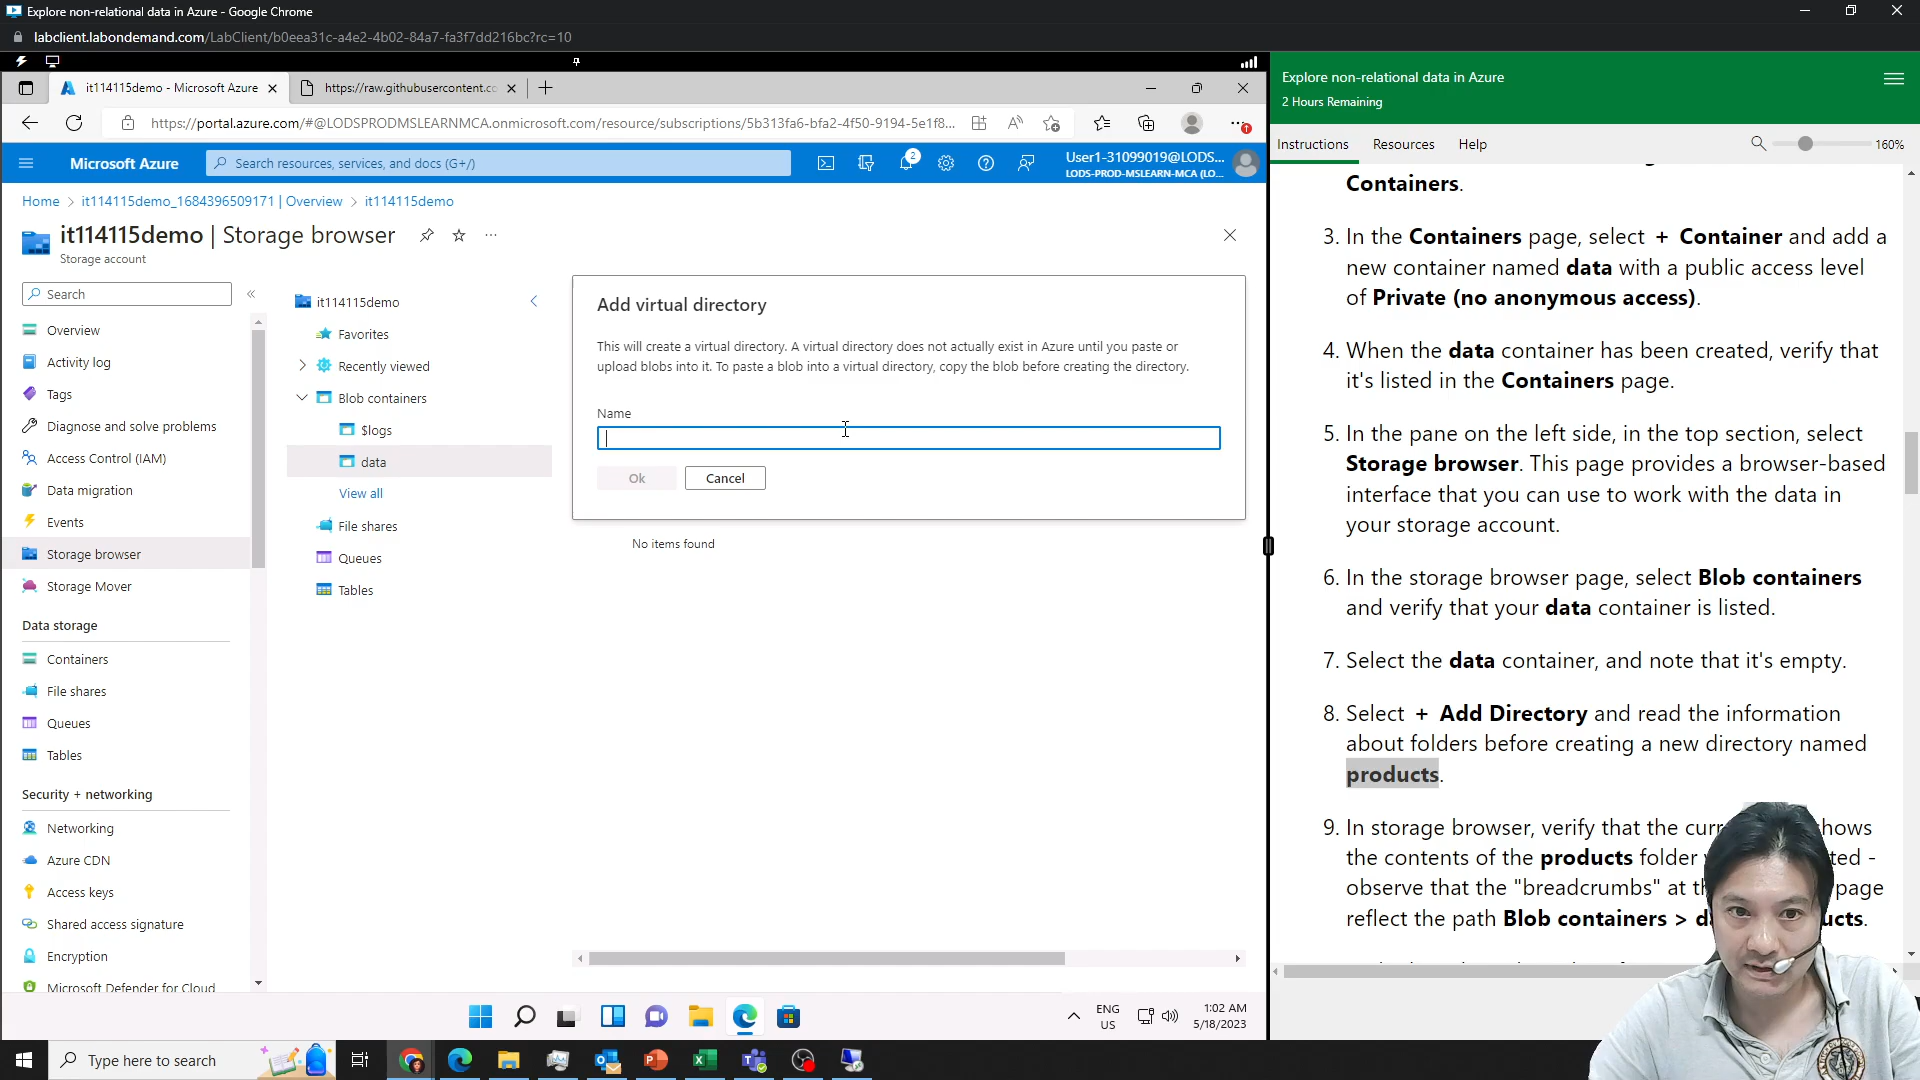 Explore non-relational data in Azure - Google Chrome
labclient.labondemand.com/LabClient/b0eea31c-a4e2-4b02-84a7-fa3f7dd216bc?rc=10
it114115demo - Microsoft Azure
https://raw.githubusercontent.cc
https://portal.azure.com/#@LODSPRODMSLEARNMCA.onmicrosoft.com/resource/subscriptions/5b313fa6-bfa2-4f50-9194-5e1f8...
Microsoft Azure
Search resources, services, and docs (G+/)
2
User1-31099019@LODS...
LODS-PROD-MSLEARN-MCA (LO...
Home > it114115demo_1684396509171 | Overview > it114115demo
it114115demo | Storage browser
Storage account
Search
Overview
Activity log
Tags
Diagnose and solve problems
Access Control (IAM)
Data migration
Events
Storage browser
Storage Mover
Data storage
Containers
File shares
Queues
Tables
Security + networking
Networking
Azure CDN
Access keys
Shared access signature
Encryption
Microsoft Defender for Cloud
it114115demo
Favorites
Recently viewed
Blob containers
$logs
data
View all
File shares
Queues
Tables
Add virtual directory
This will create a virtual directory. A virtual directory does not actually exist in Azure until you paste or
upload blobs into it. To paste a blob into a virtual directory, copy the blob before creating the directory.
Name
Ok
Cancel
No items found
ENG
US
1:02 AM
5/18/2023
Explore non-relational data in Azure
2 Hours Remaining
Instructions
Resources
Help
160%
Containers.
3. In the Containers page, select + Container and add a
new container named data with a public access level
of Private (no anonymous access).
4. When the data container has been created, verify that
it's listed in the Containers page.
5. In the pane on the left side, in the top section, select
Storage browser. This page provides a browser-based
interface that you can use to work with the data in
your storage account.
6. In the storage browser page, select Blob containers
and verify that your data container is listed.
7. Select the data container, and note that it's empty.
8. Select + Add Directory and read the information
about folders before creating a new directory named
products.
9. In storage browser, verify that the
the contents of the products folder
observe that the "breadcrumbs" at page
reflect the path Blob containers >
Type here to search